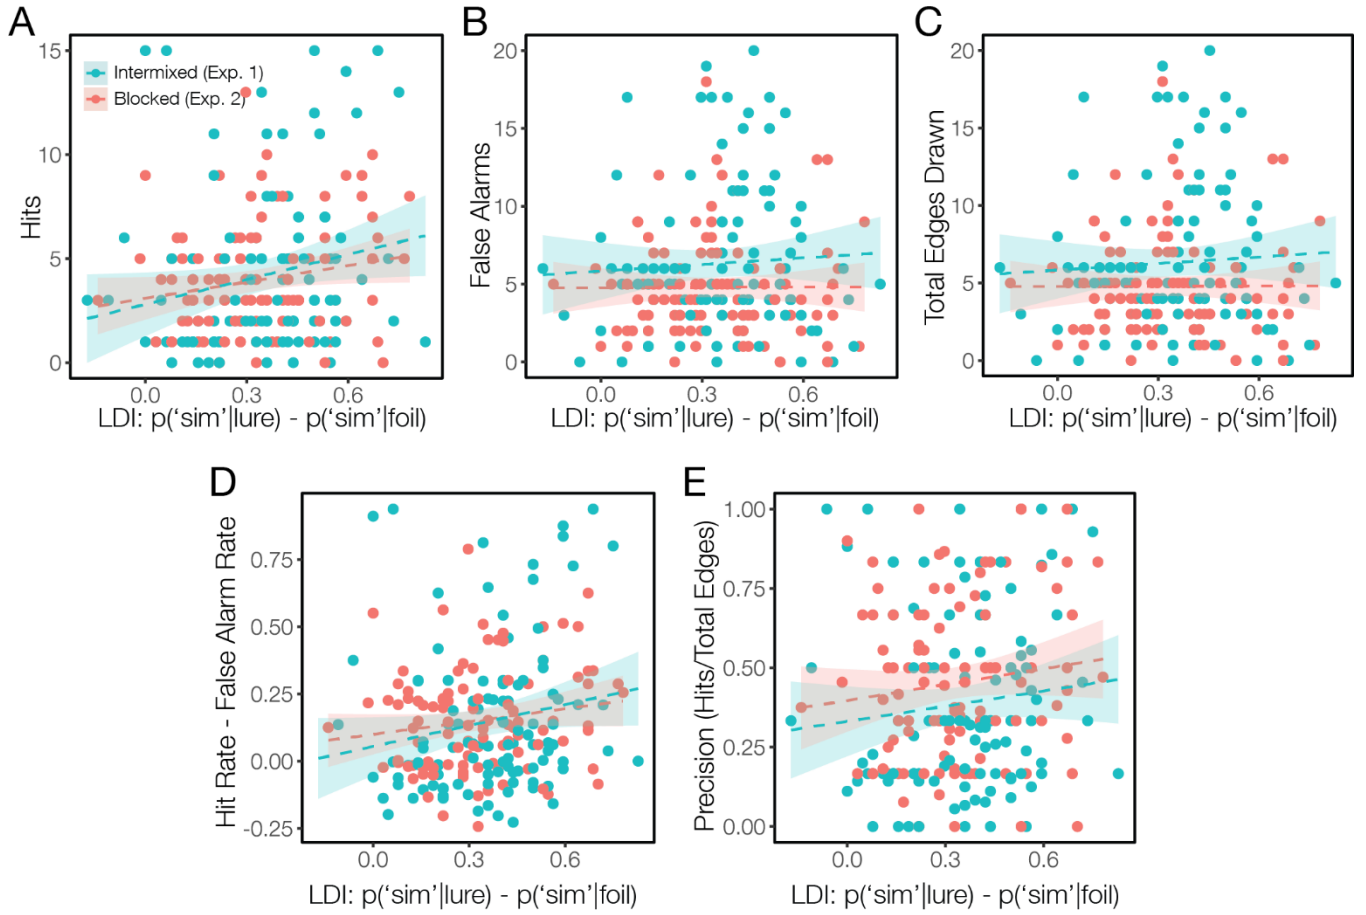 A
B
C
Hits
15
10
5
0
Intermixed (Exp. 1)
Blocked (Exp. 2)
0.0
0.3
0.6
LDI: p(‘sim’|lure) - p(‘sim’|foil)
False Alarms
20
15
10
5
0
0.0
0.3
0.6
LDI: p(‘sim’|lure) - p(‘sim’|foil)
Total Edges Drawn
20
15
10
5
0
0.0
0.3
0.6
LDI: p(‘sim’|lure) - p(‘sim’|foil)
D
E
Hit Rate - False Alarm Rate
0.75
0.50
0.25
0.00
-0.25
0.0
0.3
0.6
LDI: p(‘sim’|lure) - p(‘sim’|foil)
Precision (Hits/Total Edges)
1.00
0.75
0.50
0.25
0.00
0.0
0.3
0.6
LDI: p(‘sim’|lure) - p(‘sim’|foil)